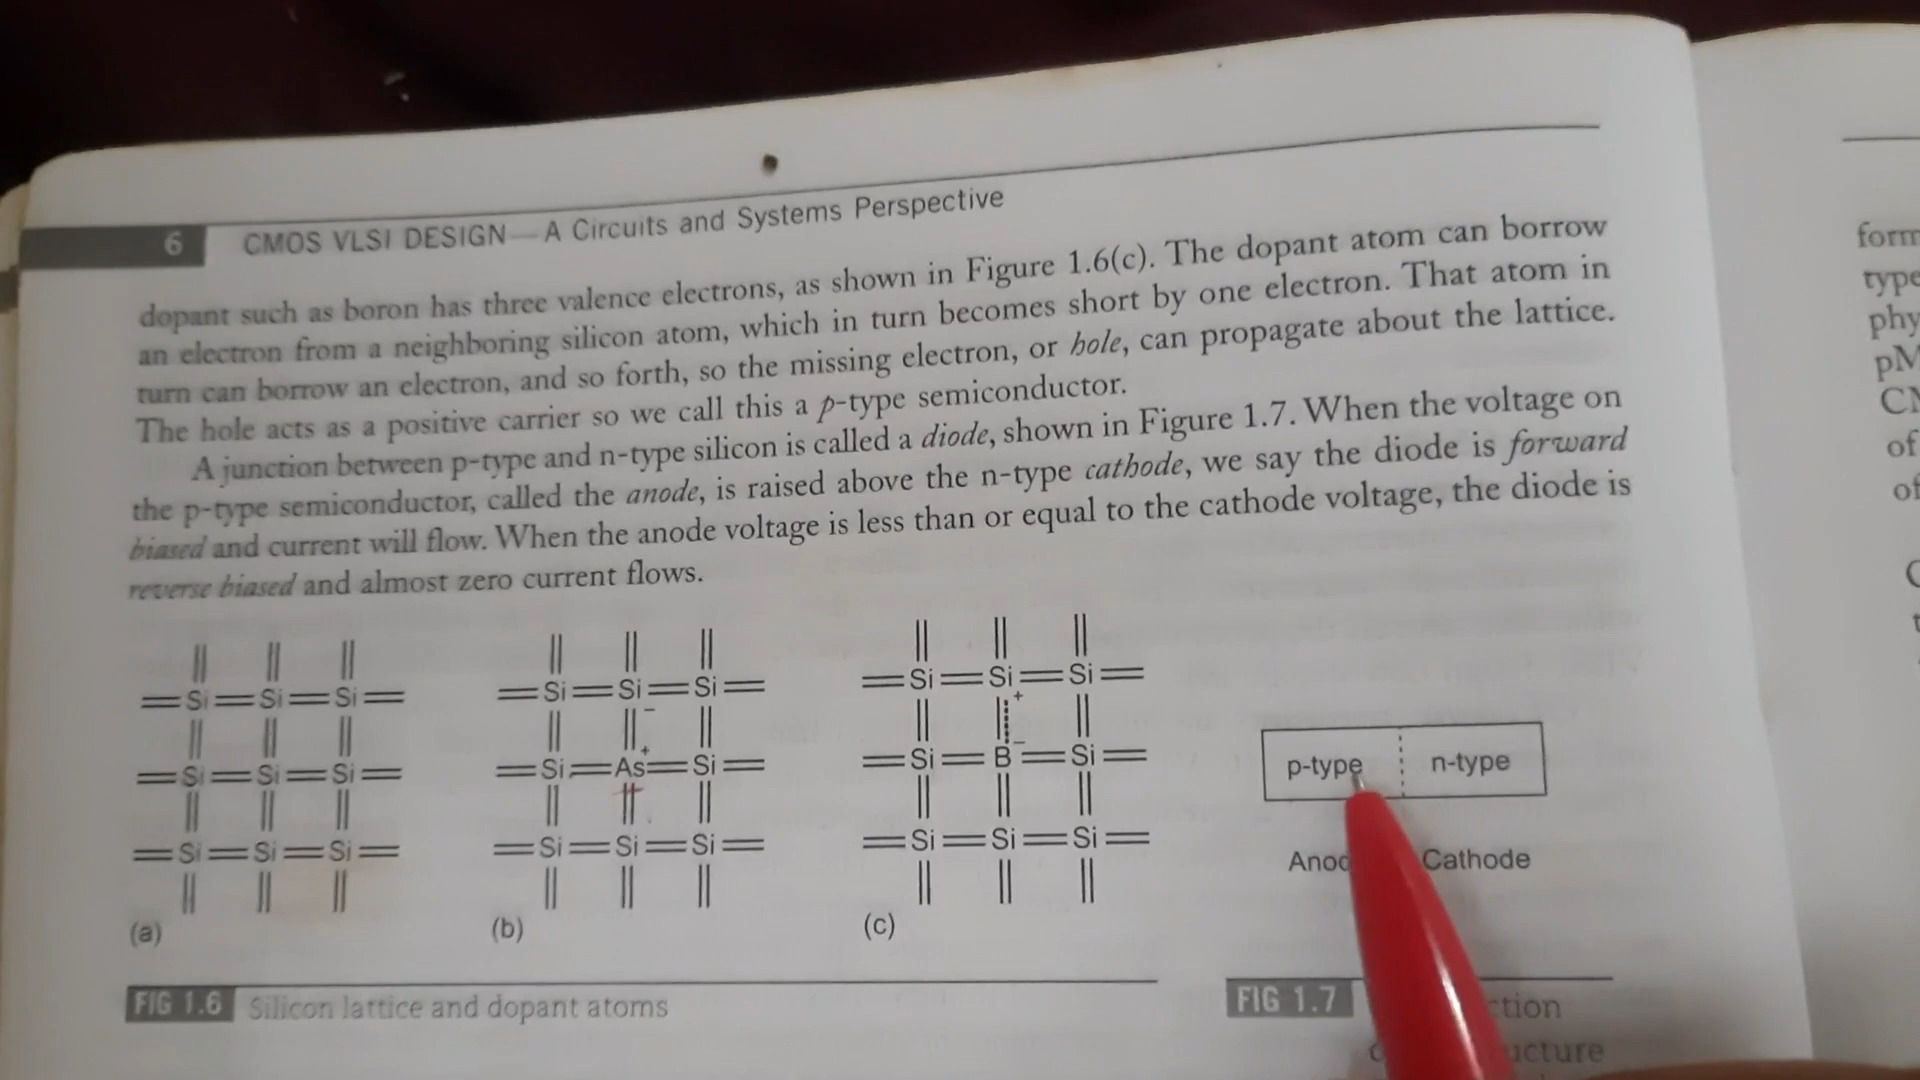 6 CMOS VLSI DESIGN—A Circuits and Systems Perspective
dopant such as boron has three valence electrons, as shown in Figure 1.6(c). The dopant atom can borrow
an electron from a neighboring silicon atom, which in turn becomes short by one electron. That atom in
turn can borrow an electron, and so forth, so the missing electron, or hole, can propagate about the lattice.
The hole acts as a positive carrier so we call this a p-type semiconductor.
A junction between p-type and n-type silicon is called a diode, shown in Figure 1.7. When the voltage on
the p-type semiconductor, called the anode, is raised above the n-type cathode, we say the diode is forward
biased and current will flow. When the anode voltage is less than or equal to the cathode voltage, the diode is
reverse biased and almost zero current flows.
Si Si Si
Si Si Si
Si Si Si
(a)
Si Si Si
-
+
Si As Si
Si Si Si
(b)
Si Si Si
+
-
Si B Si
Si Si Si
(c)
p-type n-type
Cathode
FIG 1.6 Silicon lattice and dopant atoms
FIG 1.7
form
type
of